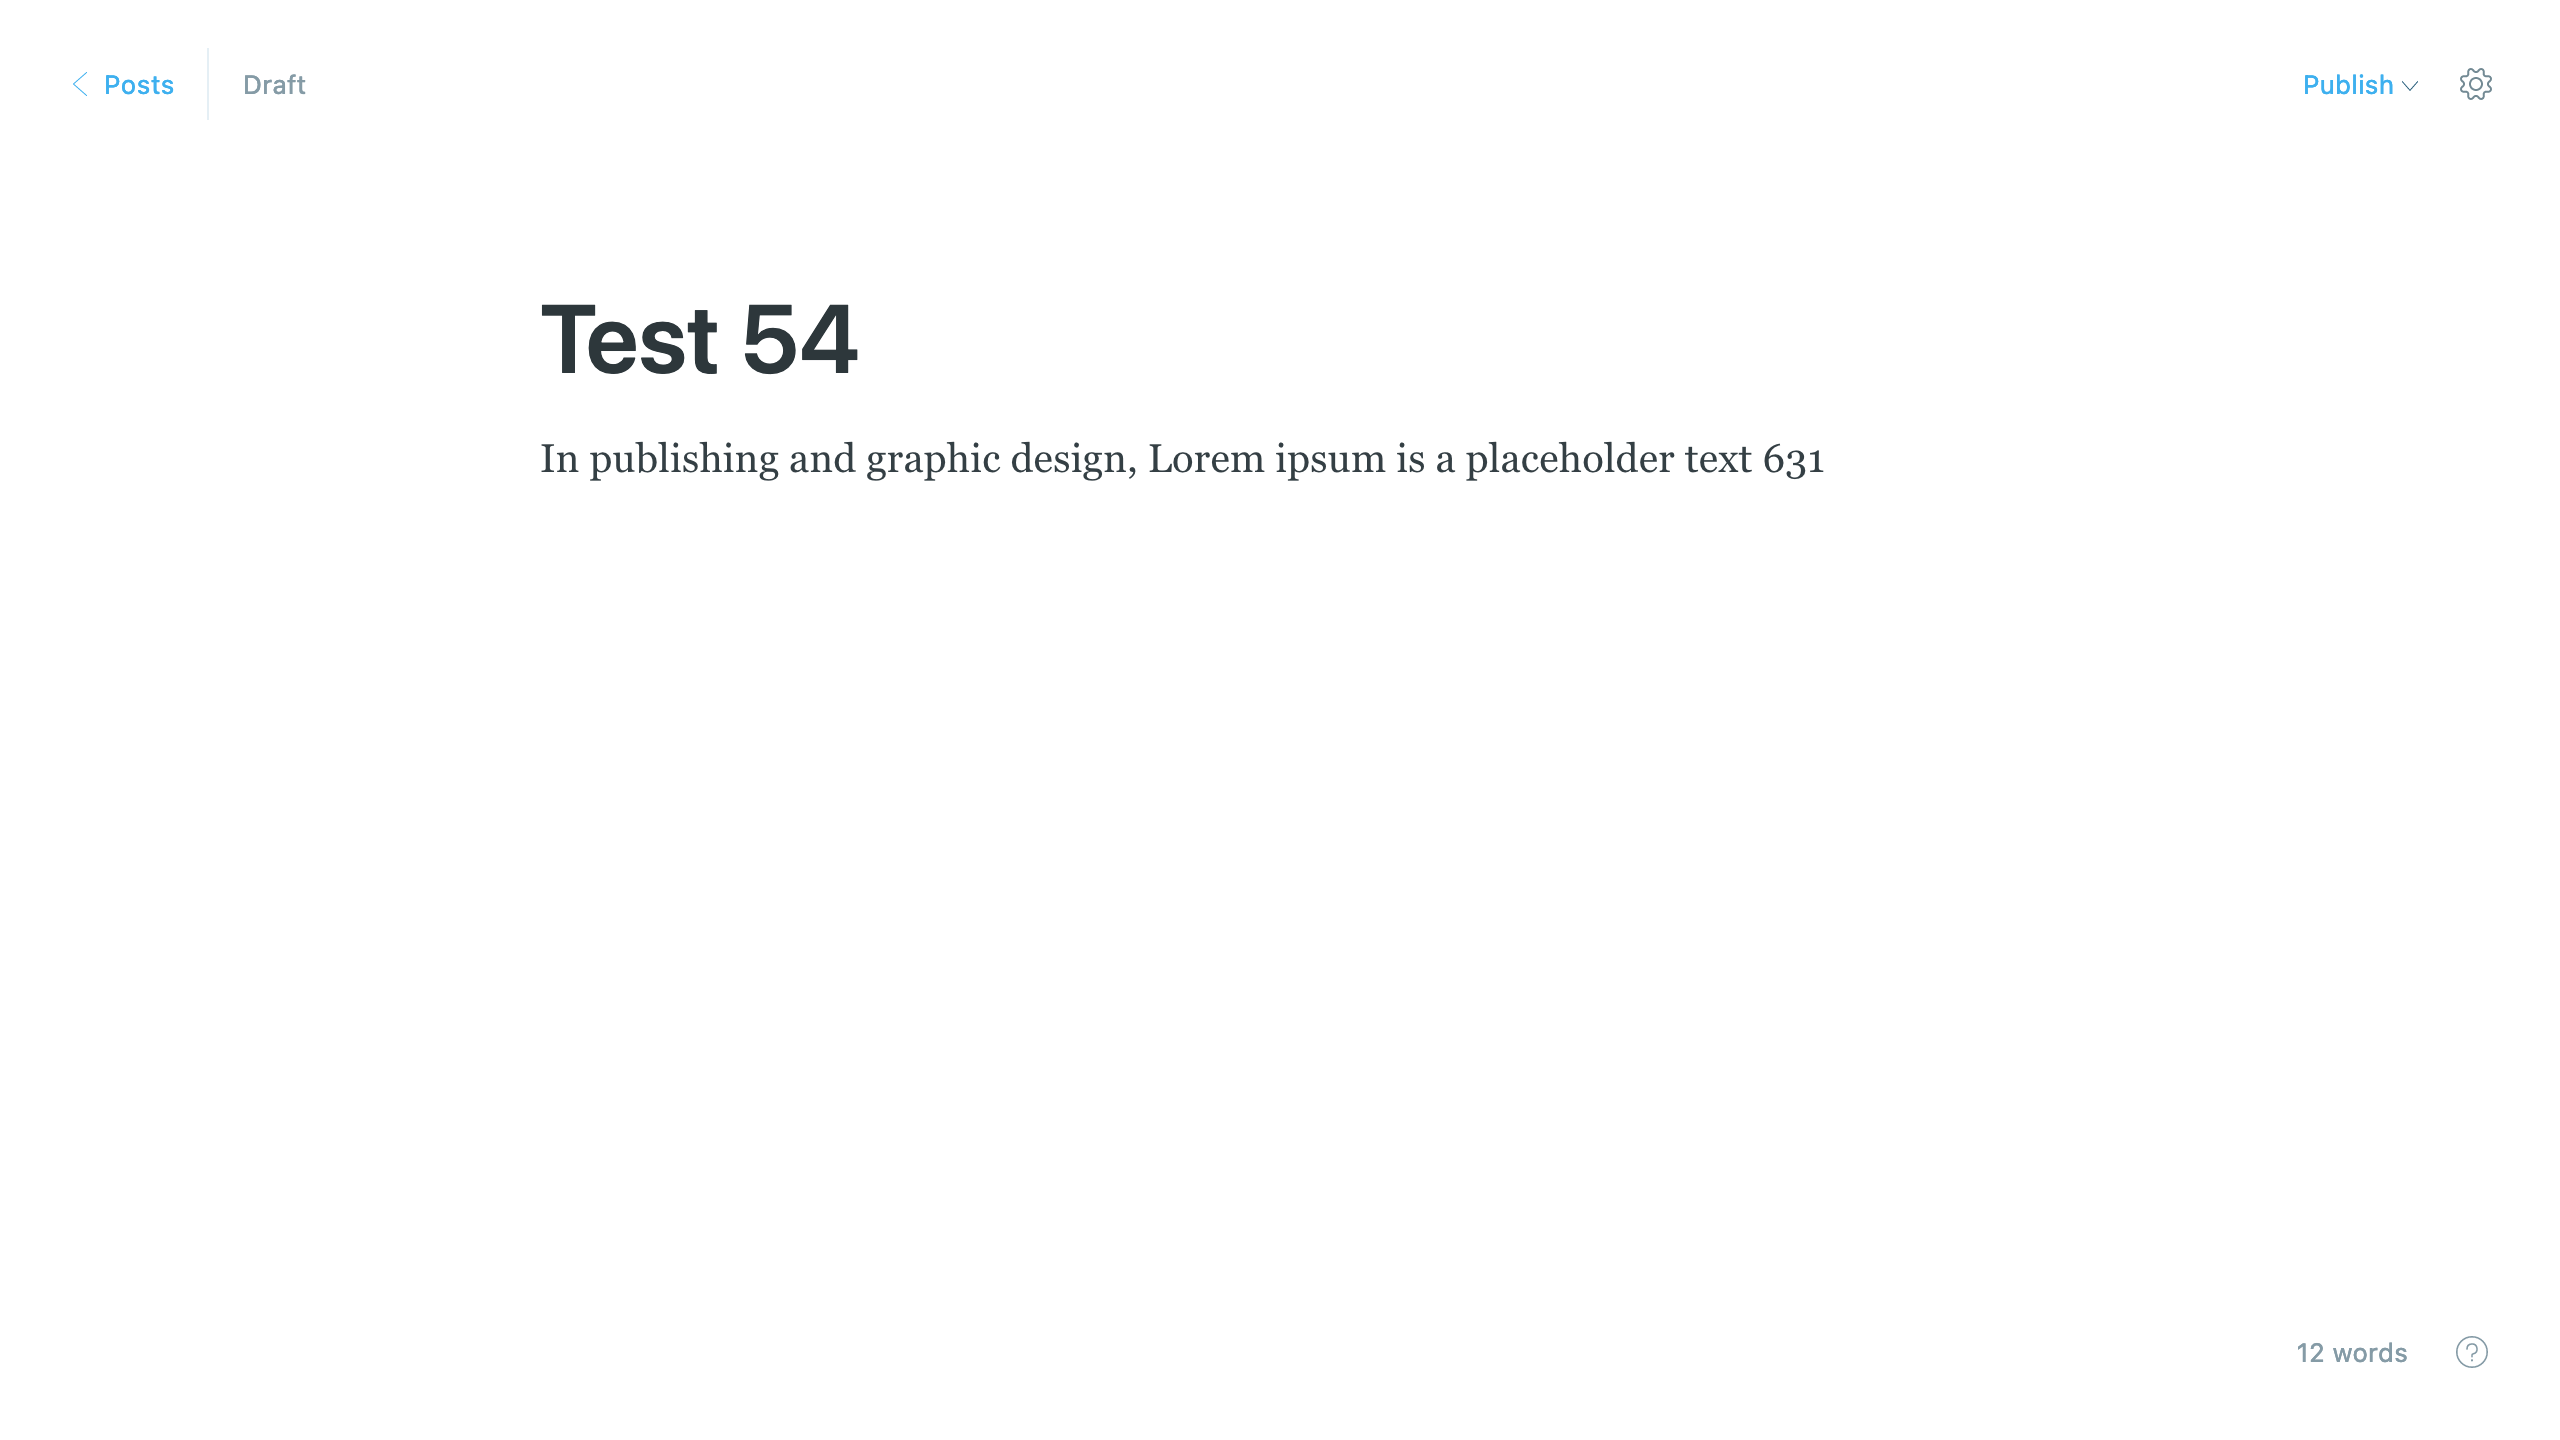 Posts
Draft
Publish
Test 54
In publishing and graphic design, Lorem ipsum is a placeholder text 631
12 words
?